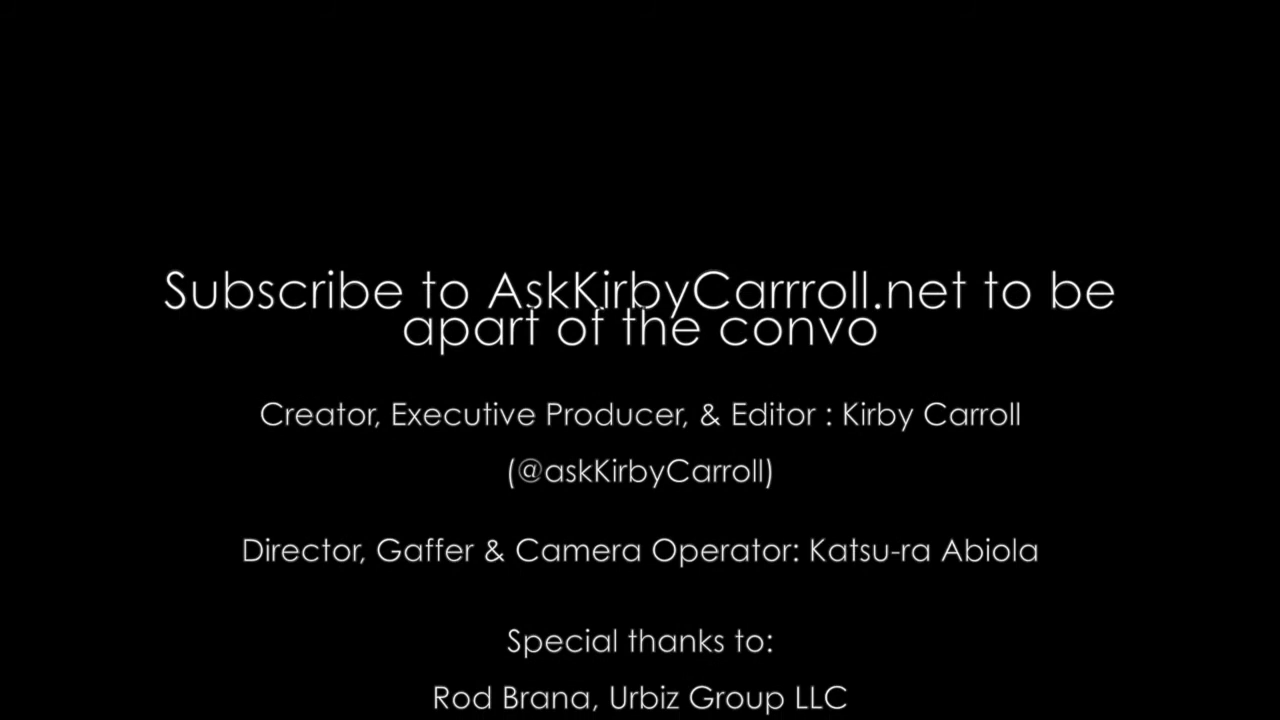 Subscribe to AskKirbyCarrroll.net to be
apart of the convo
Creator, Executive Producer, & Editor : Kirby Carroll
(@askKirbyCarroll)
Director, Gaffer & Camera Operator: Katsu-ra Abiola
Special thanks to:
Rod Brana, Urbiz Group LLC